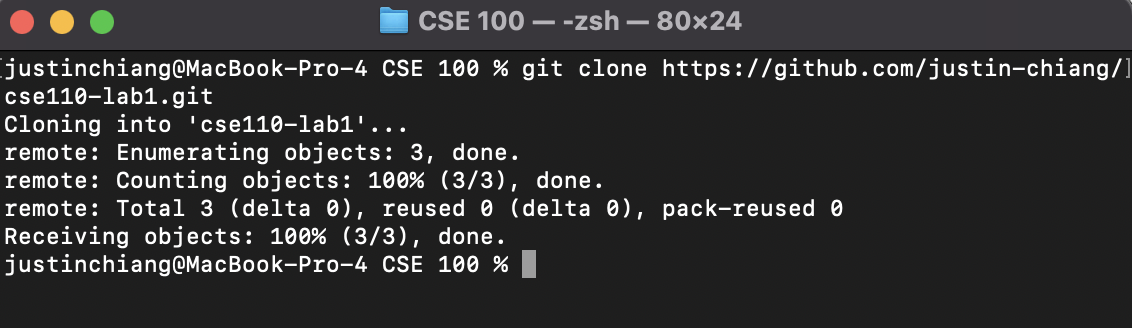 CSE 100 — -zsh — 80×24
justinchiang@MacBook-Pro-4 CSE 100 % git clone https://github.com/justin-chiang/
cse110-lab1.git
Cloning into 'cse110-lab1'...
remote: Enumerating objects: 3, done.
remote: Counting objects: 100% (3/3), done.
remote: Total 3 (delta 0), reused 0 (delta 0), pack-reused 0
Receiving objects: 100% (3/3), done.
justinchiang@MacBook-Pro-4 CSE 100 %